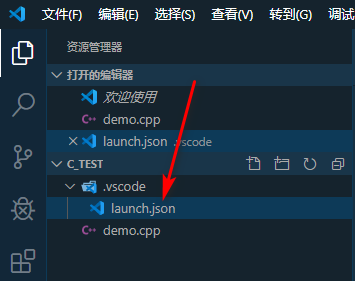 文件(F) 编辑(E) 选择(S) 查看(V) 转到(G) 调试
资源管理器
打开的编辑器
欢迎使用
demo.cpp
launch.json .vscode
C_TEST
.vscode
launch.json
demo.cpp